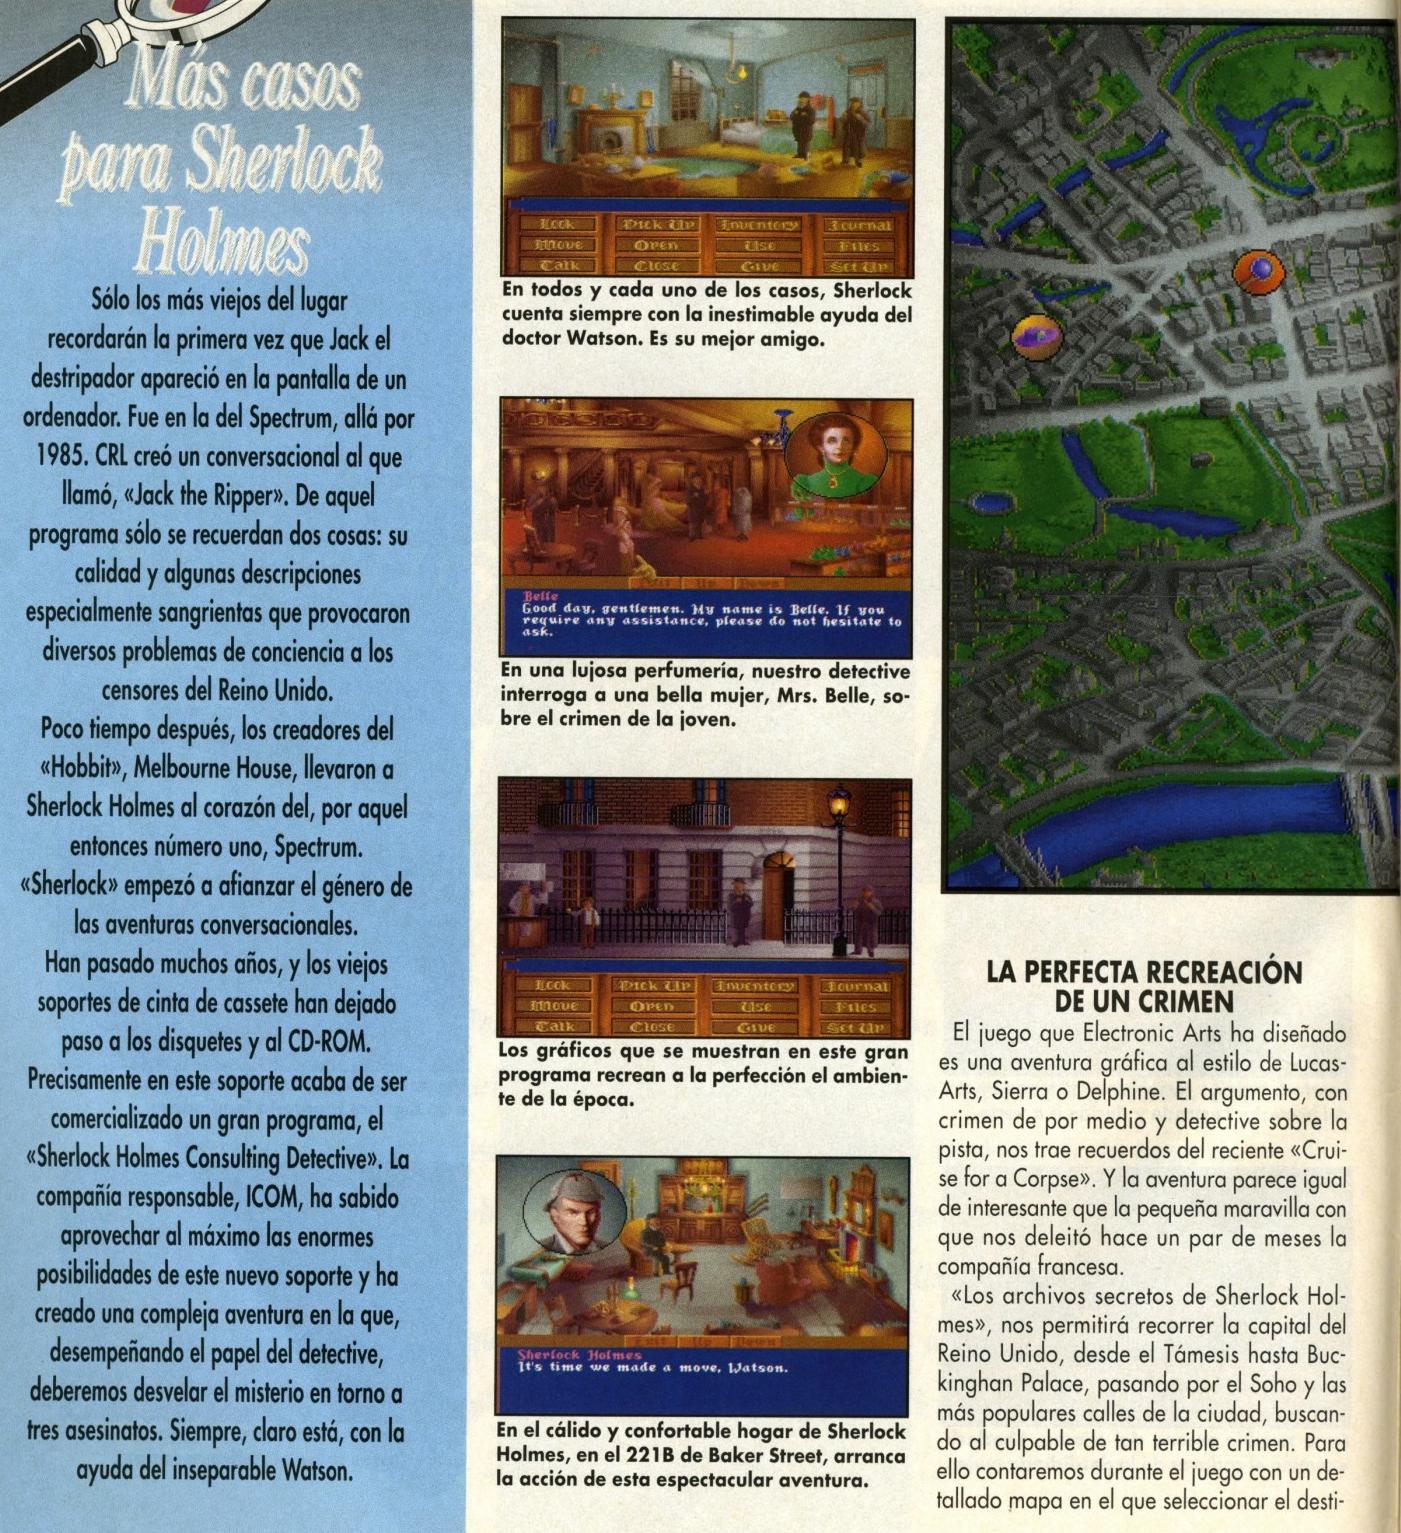 Más casos
para Sherlock
Holmes
Sólo los más viejos del lugar
recordarán la primera vez que Jack el
destripador apareció en la pantalla de un
ordenador. Fue en la del Spectrum, allá por
1985. CRL creó un conversacional al que
llamó, «Jack the Ripper». De aquel
programa sólo se recuerdan dos cosas: su
calidad y algunas descripciones
especialmente sangrientas que provocaron
diversos problemas de conciencia a los
censores del Reino Unido.
Poco tiempo después, los creadores del
«Hobbit», Melbourne House, llevaron a
Sherlock Holmes al corazón del, por aquel
entonces número uno, Spectrum.
«Sherlock» empezó a afianzar el género de
las aventuras conversacionales.
Han pasado muchos años, y los viejos
soportes de cinta de cassete han dejado
paso a los disquetes y al CD-ROM.
Precisamente en este soporte acaba de ser
comercializado un gran programa, el
«Sherlock Holmes Consulting Detective». La
compañía responsable, ICOM, ha sabido
aprovechar al máximo las enormes
posibilidades de este nuevo soporte y ha
creado una compleja aventura en la que,
desempeñando el papel del detective,
deberemos desvelar el misterio en torno a
tres asesinatos. Siempre, claro está, con la
ayuda del inseparable Watson.
Look Pick Up Inventory Journal
Move Open Use Files
Talk Close Give Set Up
En todos y cada uno de los casos, Sherlock
cuenta siempre con la inestimable ayuda del
doctor Watson. Es su mejor amigo.
Exit Up Down
Belle
Good day, gentlemen. My name is Belle. If you
require any assistance, please do not hesitate to
ask.
En una lujosa perfumería, nuestro detective
interroga a una bella mujer, Mrs. Belle, so-
bre el crimen de la joven.
Look Pick Up Inventory Journal
Move Open Use Files
Talk Close Give Set Up
Los gráficos que se muestran en este gran
programa recrean a la perfección el ambien-
te de la época.
Exit Up Down
Sherlock Holmes
It's time we made a move, Watson.
En el cálido y confortable hogar de Sherlock
Holmes, en el 221B de Baker Street, arranca
la acción de esta espectacular aventura.
LA PERFECTA RECREACIÓN
DE UN CRIMEN
El juego que Electronic Arts ha diseñado
es una aventura gráfica al estilo de Lucas-
Arts, Sierra o Delphine. El argumento, con
crimen de por medio y detective sobre la
pista, nos trae recuerdos del reciente «Crui-
se for a Corpse». Y la aventura parece igual
de interesante que la pequeña maravilla con
que nos deleitó hace un par de meses la
compañía francesa.
«Los archivos secretos de Sherlock Hol-
mes», nos permitirá recorrer la capital del
Reino Unido, desde el Támesis hasta Buc-
kinghan Palace, pasando por el Soho y las
más populares calles de la ciudad, buscan-
do al culpable de tan terrible crimen. Para
ello contaremos durante el juego con un de-
tallado mapa en el que seleccionar el desti-